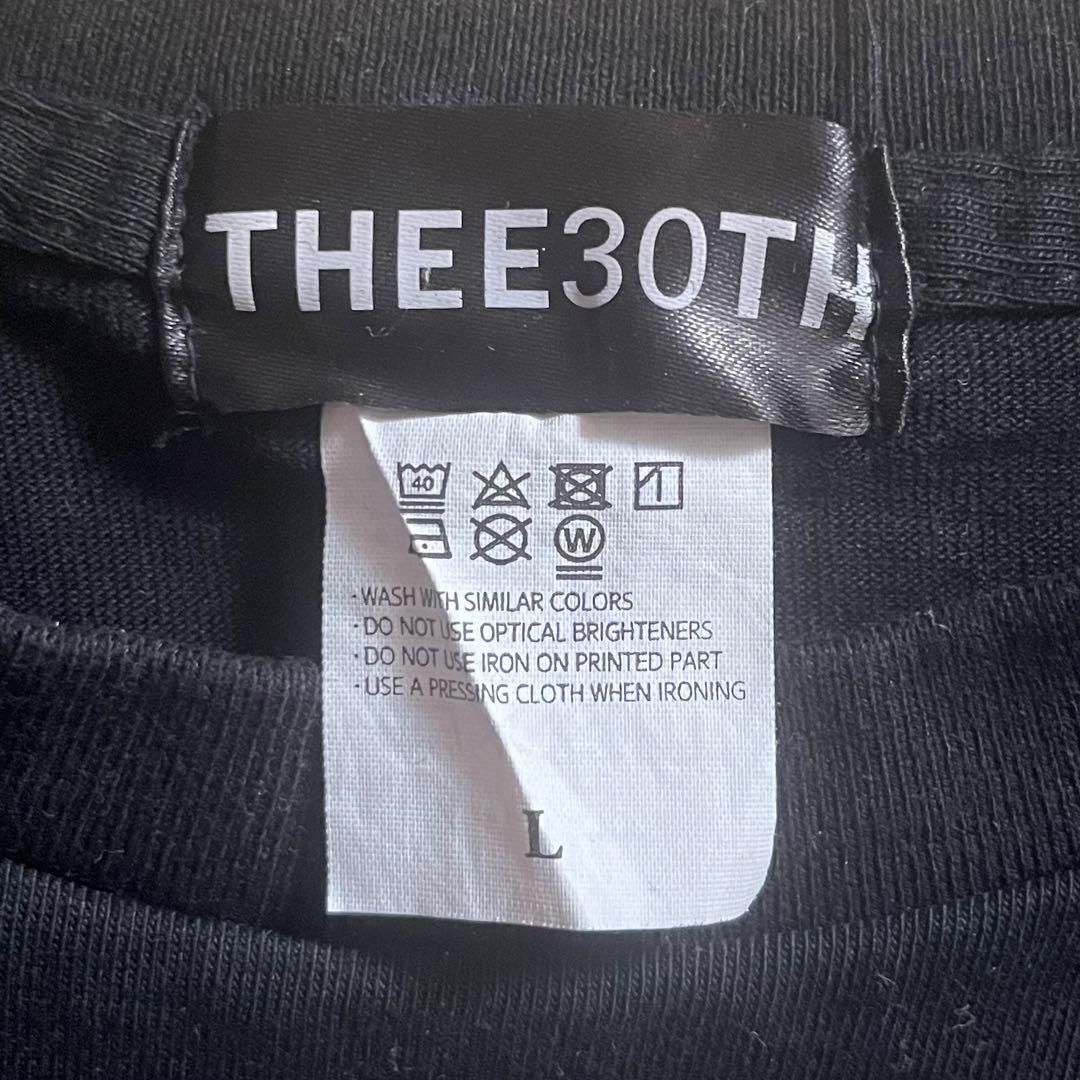 THEE30TH
40
W
· WASH WITH SIMILAR COLORS
· DO NOT USE OPTICAL BRIGHTENERS
· DO NOT USE IRON ON PRINTED PART
· USE A PRESSING CLOTH WHEN IRONING
L